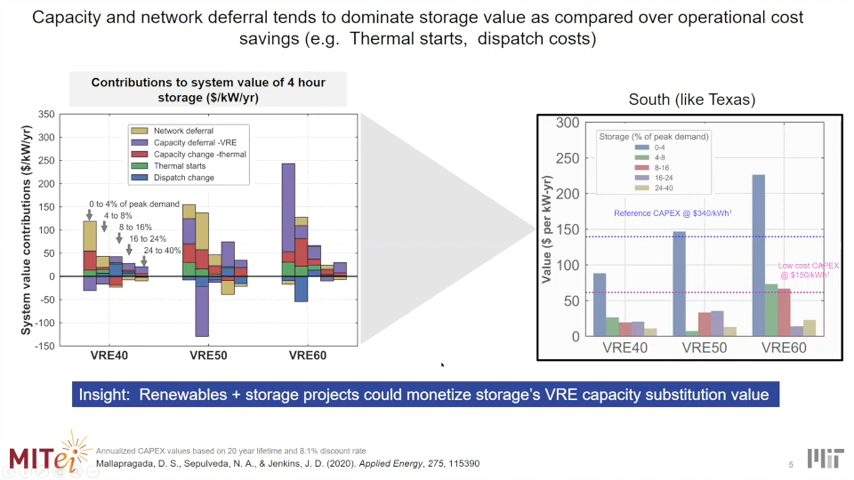 Capacity and network deferral tends to dominate storage value as compared over operational cost
savings (e.g. Thermal starts, dispatch costs)
Contributions to system value of 4 hour
storage ($/kW/yr)
System value contributions ($/kW/yr)
350
300
250
200
150
100
50
0
-50
-100
-150
Network deferral
Capacity deferral -VRE
Capacity change -thermal
Thermal starts
Dispatch change
0 to 4% of peak demand
4 to 8%
8 to 16%
16 to 24%
24 to 40%
VRE40
VRE50
VRE60
South (like Texas)
Value ($ per kW-yr)
300
250
200
150
100
50
0
Storage (% of peak demand)
0-4
4-8
8-16
16-24
24-40
Reference CAPEX @ $340/kWh¹
Low cost CAPEX
@ $150/kWh¹
VRE40
VRE50
VRE60
Insight: Renewables + storage projects could monetize storage's VRE capacity substitution value
MITei
Annualized CAPEX values based on 20 year lifetime and 8.1% discount rate
Mallapragada, D. S., Sepulveda, N. A., & Jenkins, J. D. (2020). Applied Energy, 275, 115390
5
MIT